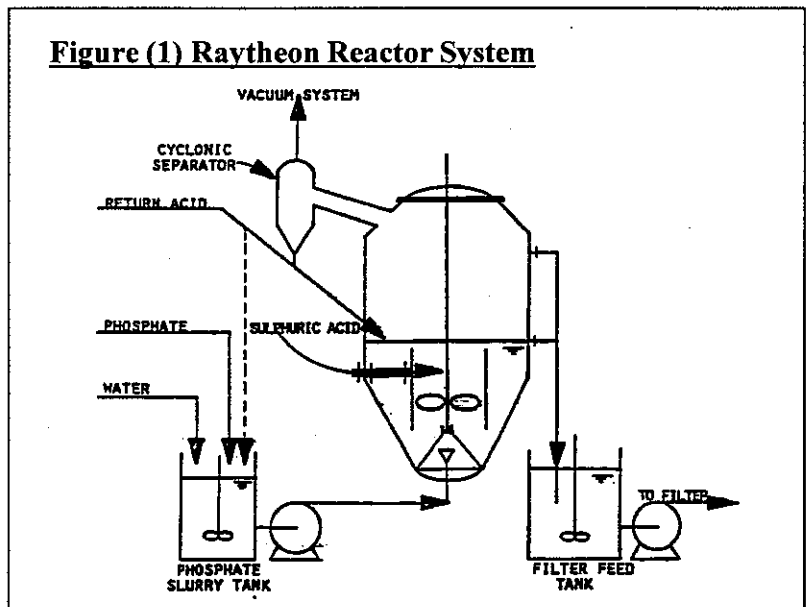 Figure (1) Raytheon Reactor System
VACUUM SYSTEM
CYCLONIC
SEPARATOR
RETURN ACID
PHOSPHATE
SULPHURIC ACID
WATER
PHOSPHATE
SLURRY TANK
FILTER FEED
TANK
TO FILTER